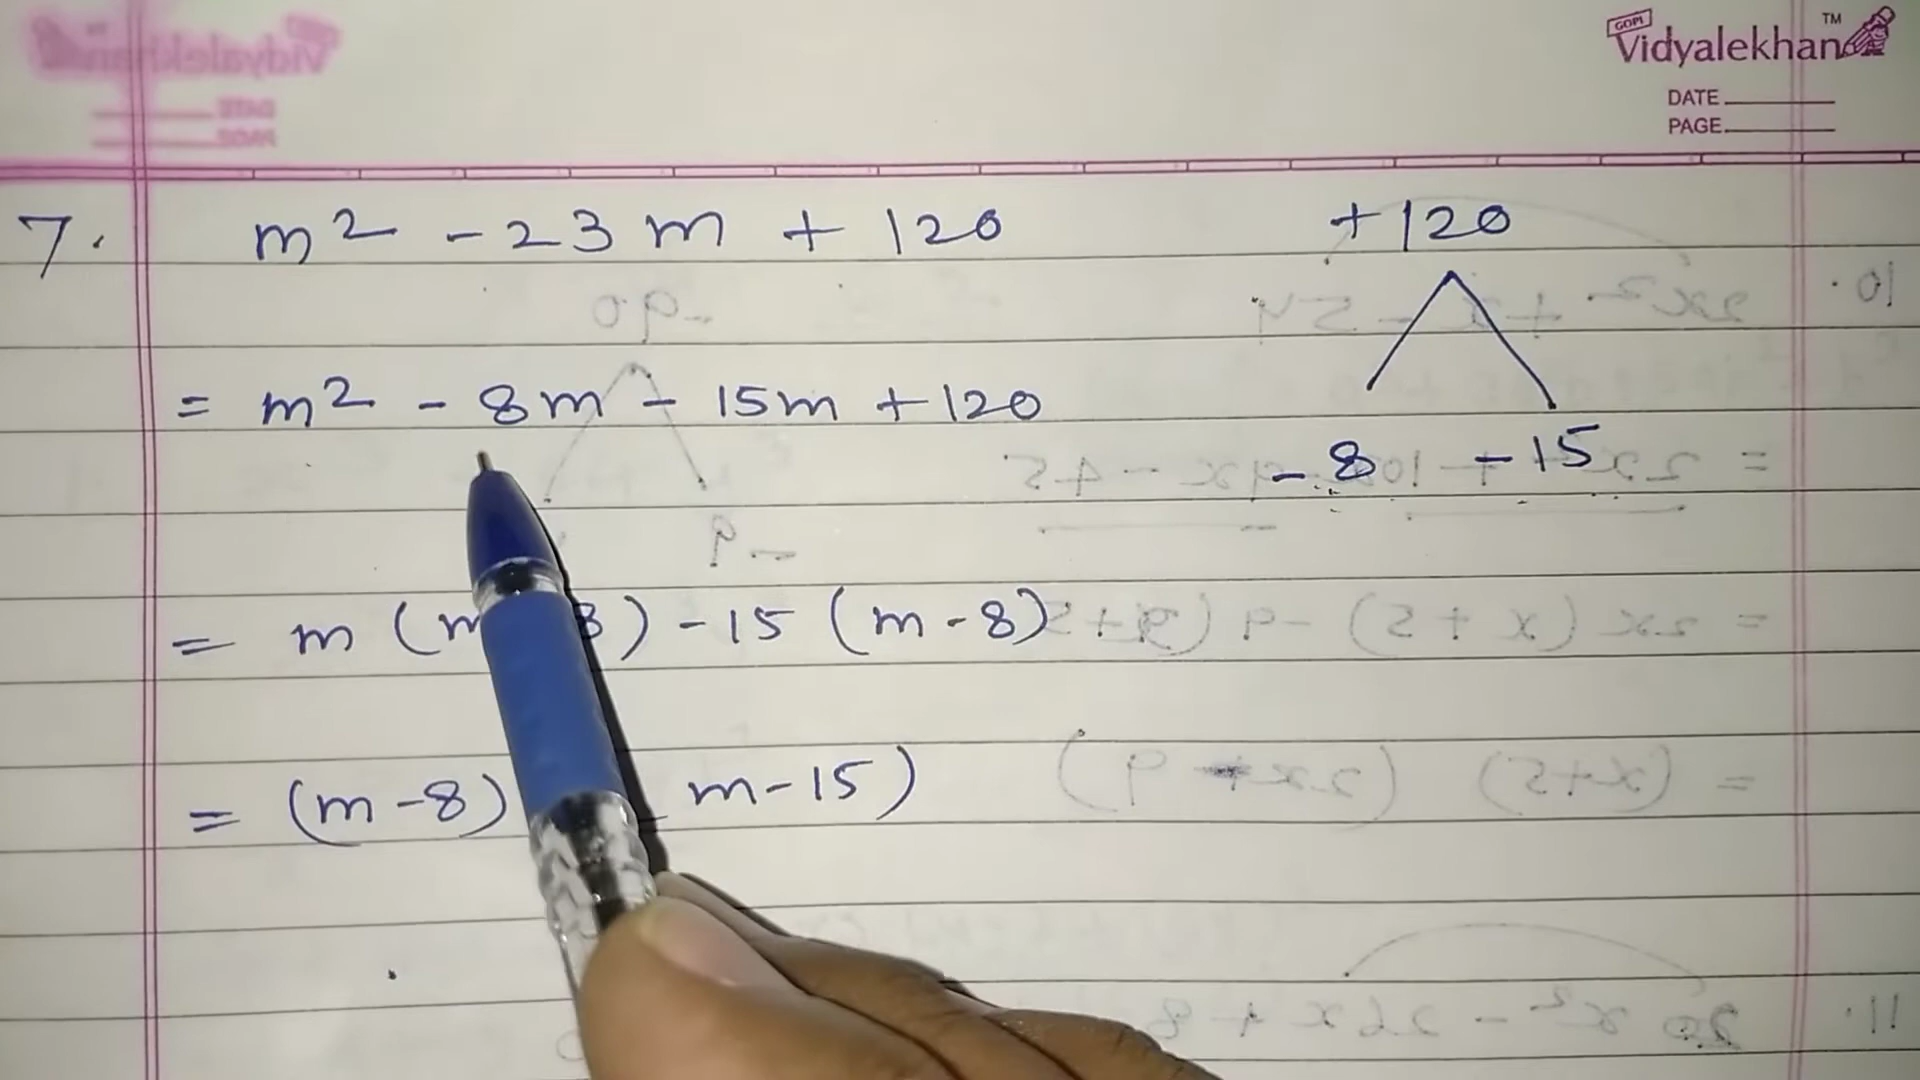 GOPI
Vidyalekhan™
DATE
PAGE
7. m² - 23m + 120
+120
= m² - 8m - 15m + 120
- 8 - 15
= m (m 8) - 15 (m - 8)
= (m - 8) m - 15)